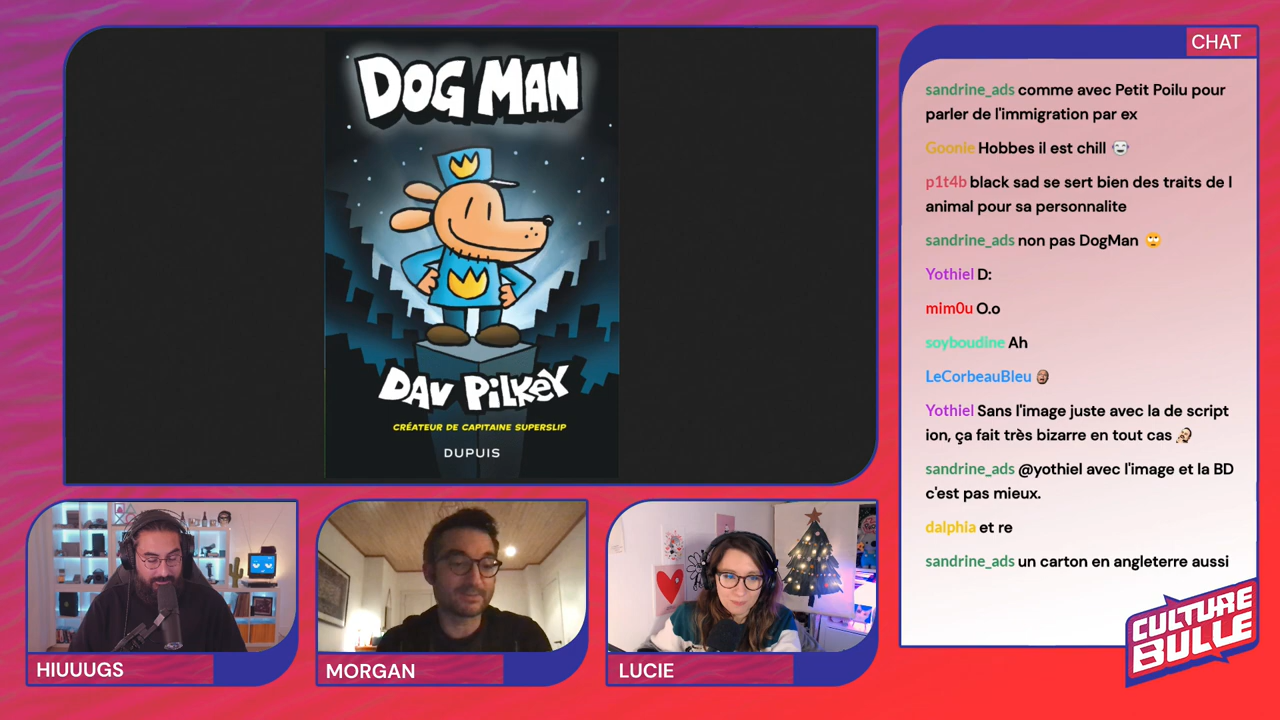 DOG MAN
DAV PILKEY
CRÉATEUR DE CAPITAINE SUPERSLIP
DUPUIS
HIUUUGS
MORGAN
LUCIE
CHAT
sandrine_ads comme avec Petit Poilu pour
parler de l'immigration par ex
Goonie Hobbes il est chill
p1t4b black sad se sert bien des traits de l
animal pour sa personnalite
sandrine_ads non pas DogMan 🙄
Yothiel D:
mim0u O.o
soyboudine Ah
LeCorbeauBleu
Yothiel Sans l'image juste avec la de script
ion, ça fait très bizarre en tout cas
sandrine_ads @yothiel avec l'image et la BD
c'est pas mieux.
dalphia et re
sandrine_ads un carton en angleterre aussi
CULTURE
BULLE